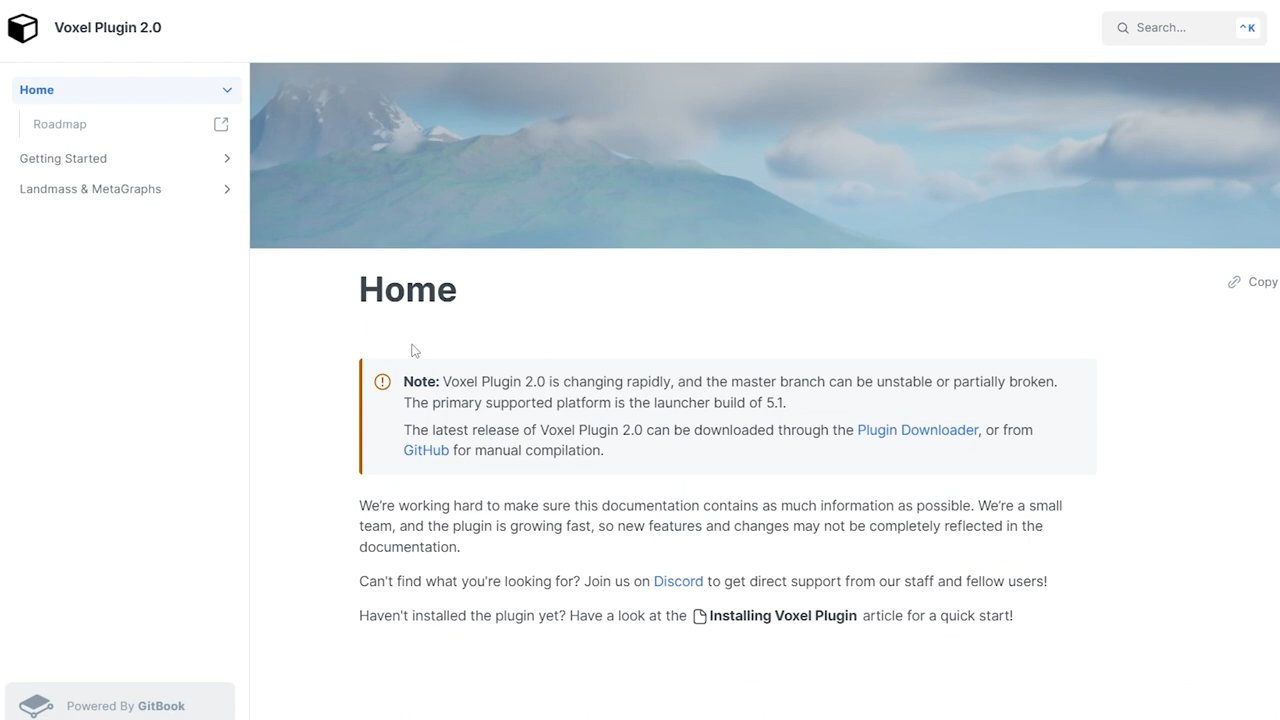 Voxel Plugin 2.0
Search...
^K
Home
Roadmap
Getting Started
Landmass & MetaGraphs
Home
Copy
Note: Voxel Plugin 2.0 is changing rapidly, and the master branch can be unstable or partially broken.
The primary supported platform is the launcher build of 5.1.
The latest release of Voxel Plugin 2.0 can be downloaded through the Plugin Downloader, or from
GitHub for manual compilation.
We're working hard to make sure this documentation contains as much information as possible. We're a small
team, and the plugin is growing fast, so new features and changes may not be completely reflected in the
documentation.
Can't find what you're looking for? Join us on Discord to get direct support from our staff and fellow users!
Haven't installed the plugin yet? Have a look at the Installing Voxel Plugin article for a quick start!
Powered By GitBook